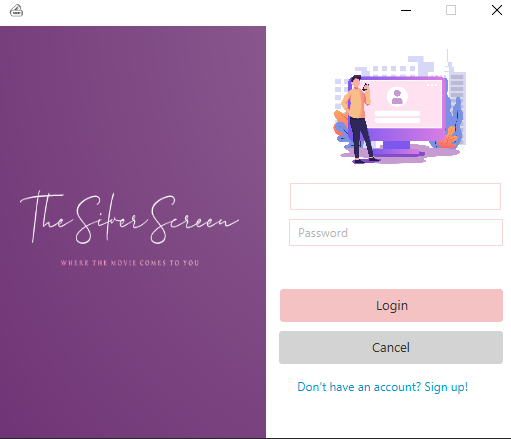 The Silver Screen
WHERE THE MOVIE COMES TO YOU
Password
Login
Cancel
Don't have an account? Sign up!